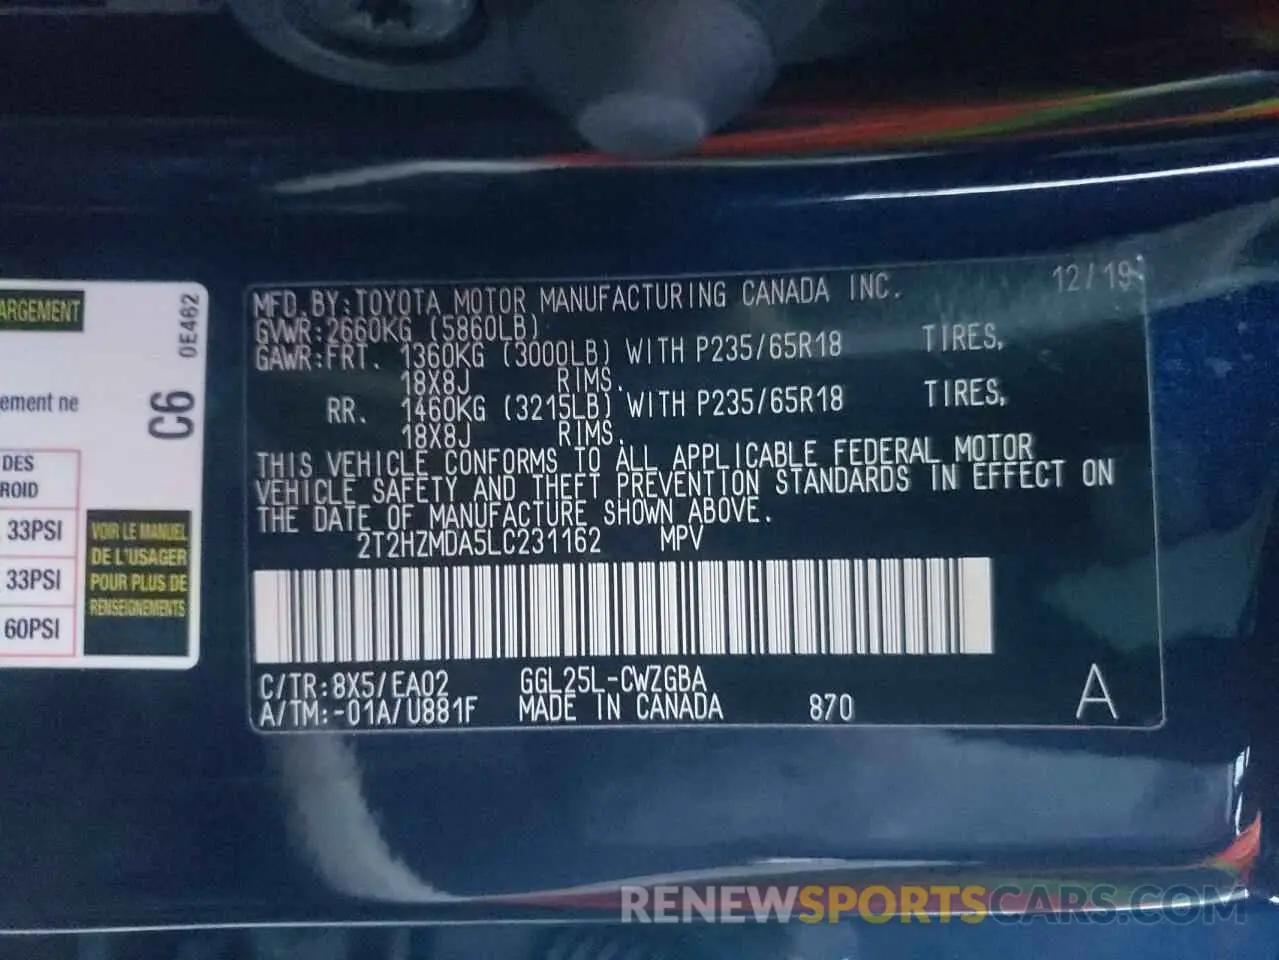 ARGEMENT
0E462
ement ne
C6
DES
ROID
33PSI
33PSI
60PSI
VOIR LE MANUEL
DE L'USAGER
POUR PLUS DE
RENSEIGNEMENTS
MFD.BY:TOYOTA MOTOR MANUFACTURING CANADA INC. 12/19
GVWR:2660KG (5860LB)
GAWR:FRT. 1360KG (3000LB) WITH P235/65R18 TIRES,
18X8J RIMS.
RR. 1460KG (3215LB) WITH P235/65R18 TIRES,
18X8J RIMS.
THIS VEHICLE CONFORMS TO ALL APPLICABLE FEDERAL MOTOR
VEHICLE SAFETY AND THEFT PREVENTION STANDARDS IN EFFECT ON
THE DATE OF MANUFACTURE SHOWN ABOVE.
2T2HZMDA5LC231162 MPV
C/TR:8X5/EA02 GGL25L-CWZGBA
A/TM:-01A/U881F MADE IN CANADA 870 A
RENEWSPORTSCARS.COM